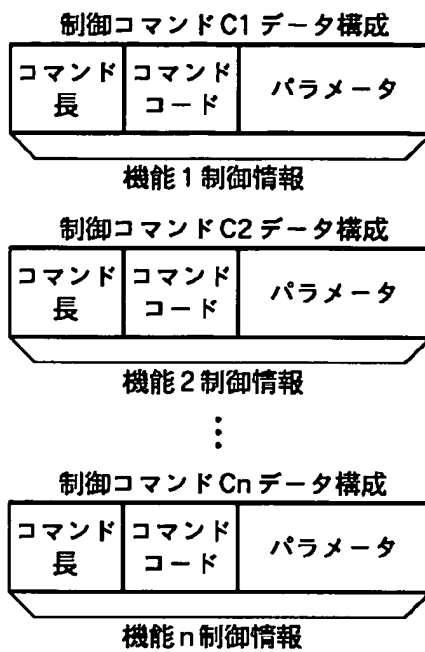 制御コマンドC1データ構成
コマンド長 コマンドコード パラメータ
機能1制御情報
制御コマンドC2データ構成
コマンド長 コマンドコード パラメータ
機能2制御情報
⋮
制御コマンドCnデータ構成
コマンド長 コマンドコード パラメータ
機能n制御情報